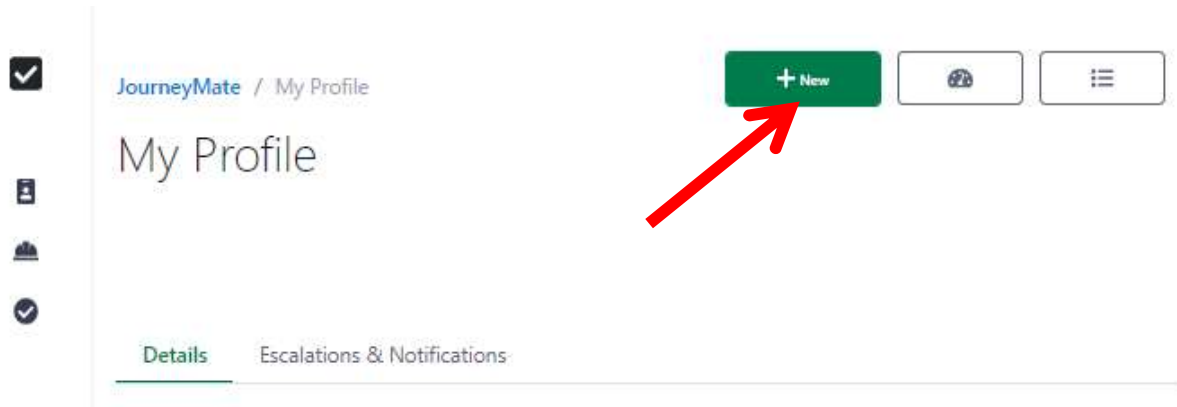 JourneyMate / My Profile
+ New
My Profile
Details
Escalations & Notifications